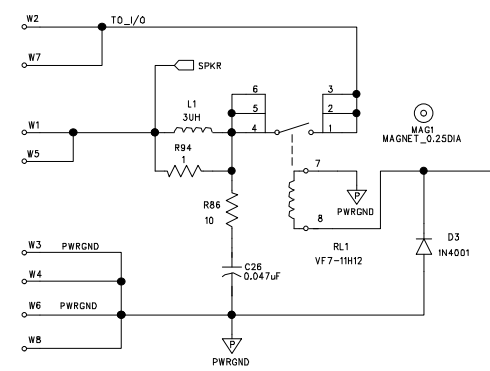 W2
TO_I/O
W7
SPKR
L1
3UH
6
5
4
3
2
1
MAG1
MAGNET_0.25DIA
W1
W5
R94
1
7
P
PWRGND
8
R86
10
RL1
VF7-11H12
D3
1N4001
W3 PWRGND
W4
C26
0.047uF
W6 PWRGND
W8
P
PWRGND